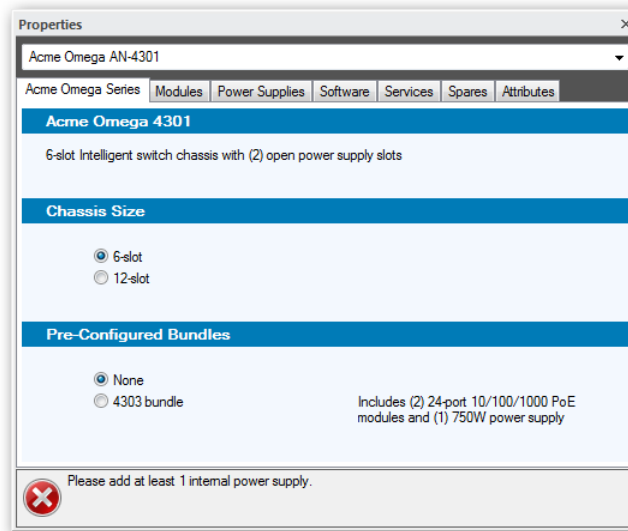 Properties
Acme Omega AN-4301
Acme Omega Series Modules Power Supplies Software Services Spares Attributes
Acme Omega 4301
6-slot Intelligent switch chassis with (2) open power supply slots
Chassis Size
6-slot
12-slot
Pre-Configured Bundles
None
4303 bundle
Includes (2) 24-port 10/100/1000 PoE
modules and (1) 750W power supply
Please add at least 1 internal power supply.